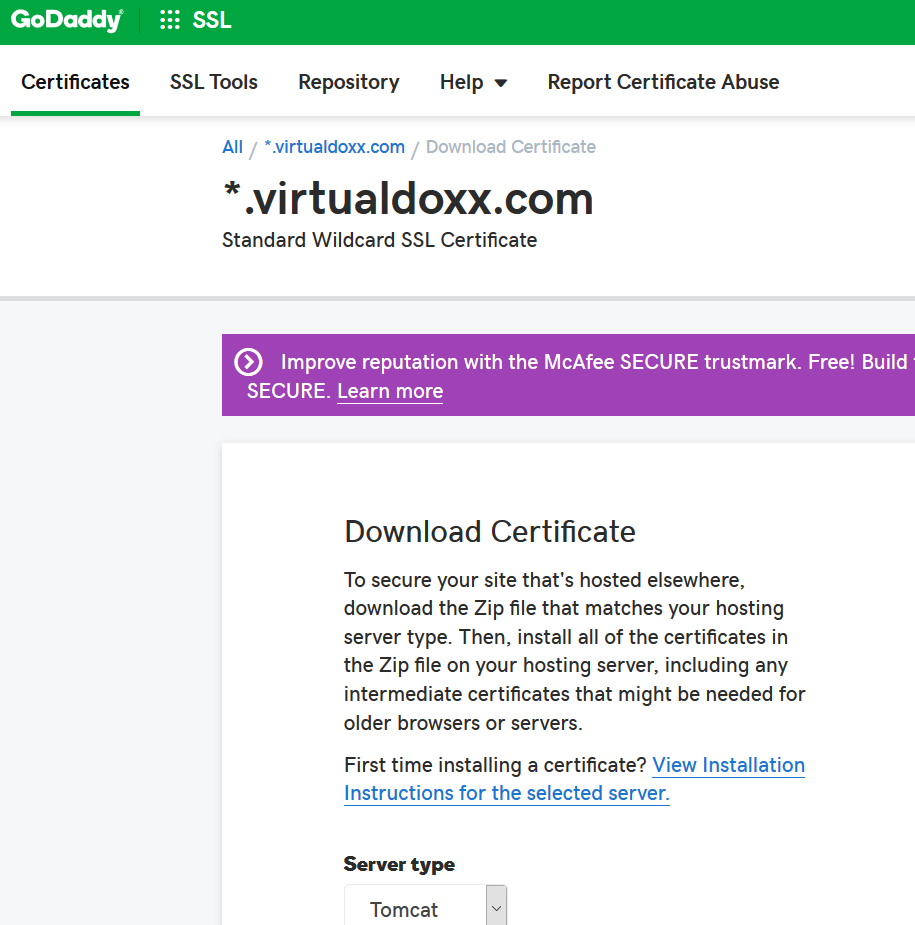 GoDaddy® SSL
Certificates SSL Tools Repository Help Report Certificate Abuse
All / *.virtualdoxx.com / Download Certificate
*.virtualdoxx.com
Standard Wildcard SSL Certificate
Improve reputation with the McAfee SECURE trustmark. Free! Build
SECURE. Learn more
Download Certificate
To secure your site that's hosted elsewhere,
download the Zip file that matches your hosting
server type. Then, install all of the certificates in
the Zip file on your hosting server, including any
intermediate certificates that might be needed for
older browsers or servers.
First time installing a certificate? View Installation
Instructions for the selected server.
Server type
Tomcat